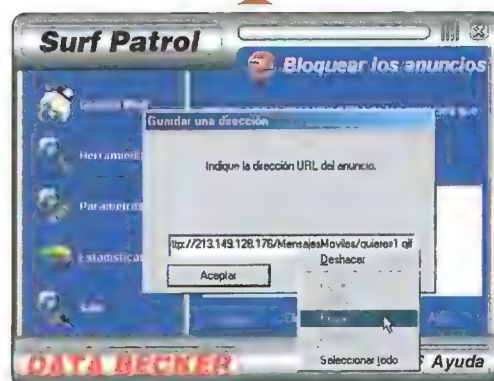 Surf Patrol
Bloquear los anuncios
Guardar una dirección
Herramientas
Indique la dirección URL del anuncio.
Parametros
ttp://213.149.128.176/MensajesMoviles/quieres1.gif
Deshacer
Estadísticas
Aceptar
DATA BECKER
Seleccionar todo
Ayuda